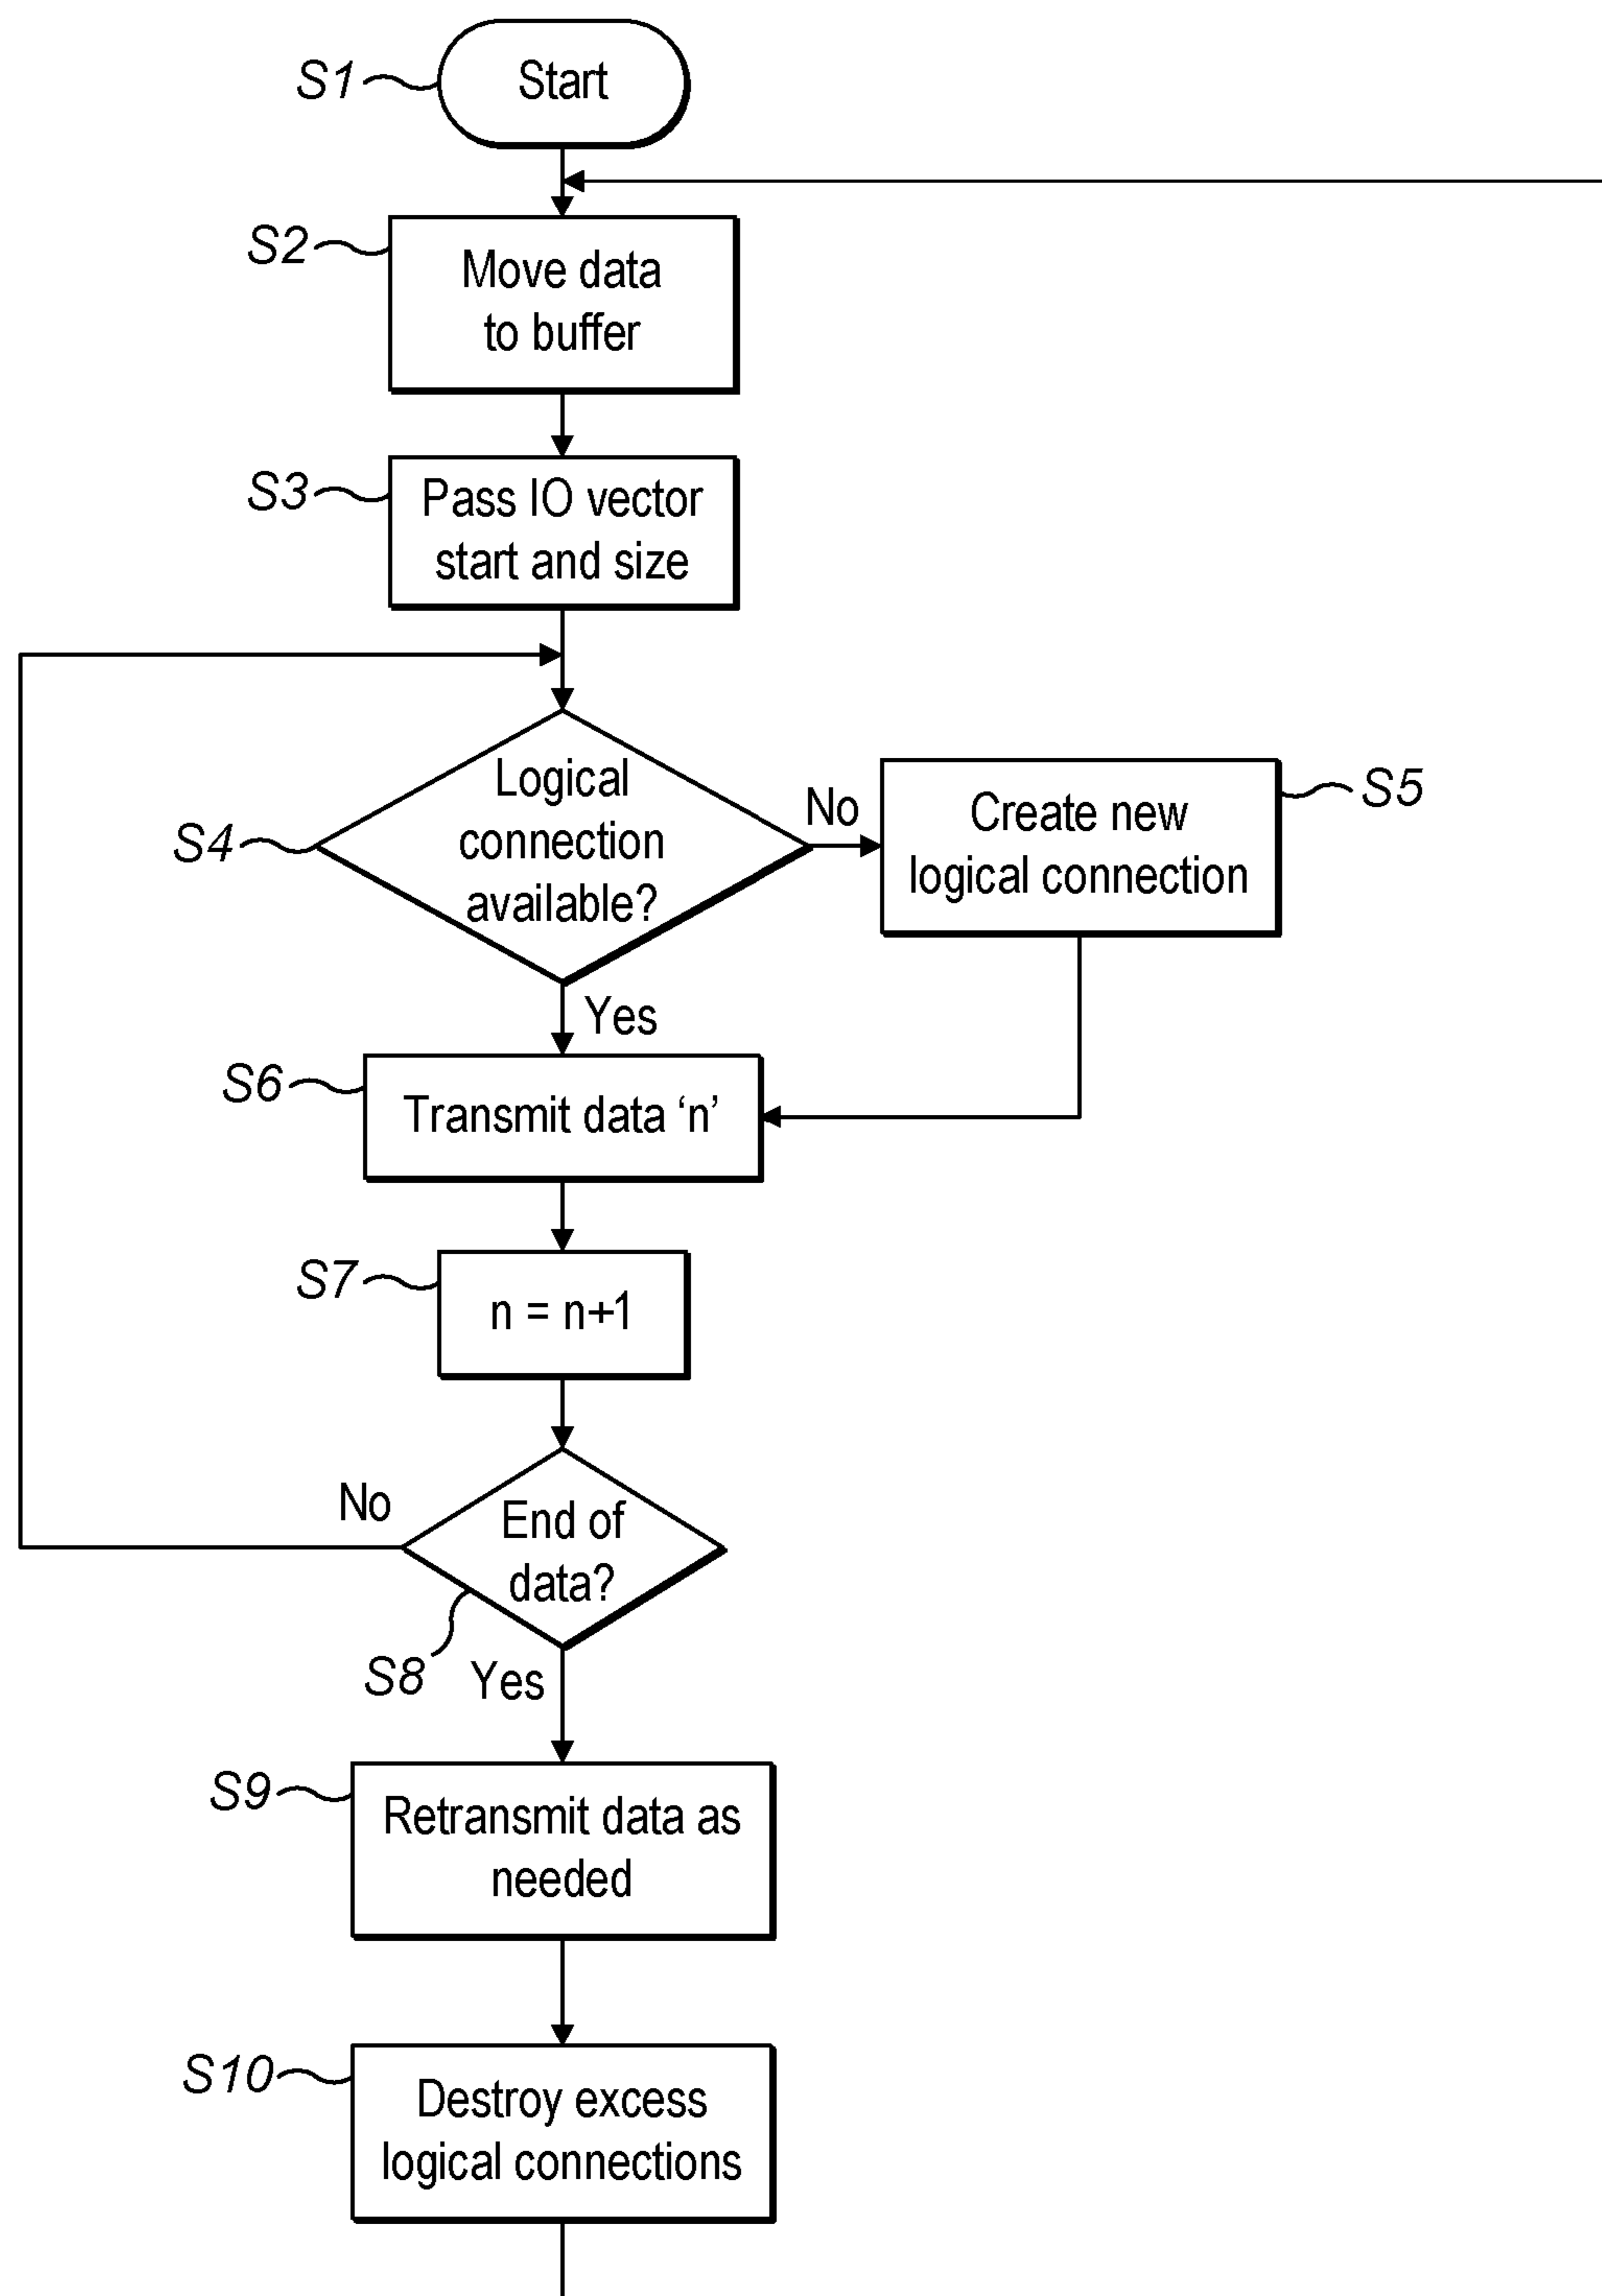 S1
Start
S2
Move data
to buffer
S3
Pass IO vector
start and size
S4
Logical
connection
available?
No
S5
Create new
logical connection
Yes
S6
Transmit data ‘n’
S7
n = n+1
No
End of
data?
S8
Yes
S9
Retransmit data as
needed
S10
Destroy excess
logical connections